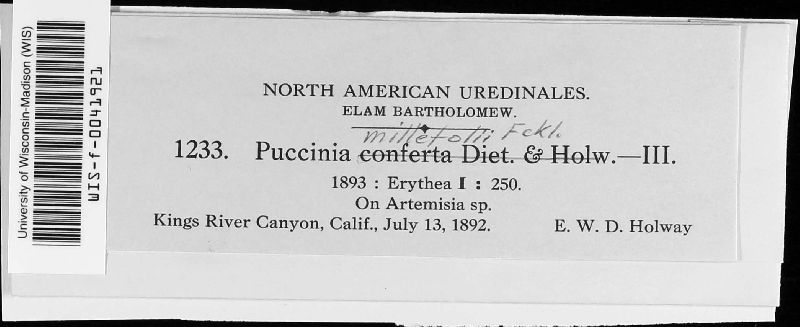 University of Wisconsin-Madison (WIS)
WIS-f-0041921
NORTH AMERICAN UREDINALES.
ELAM BARTHOLOMEW.
millefolii Fckl.
1233. Puccinia conferta Diet. & Holw.—III.
1893 : Erythea I : 250.
On Artemisia sp.
Kings River Canyon, Calif., July 13, 1892. E. W. D. Holway